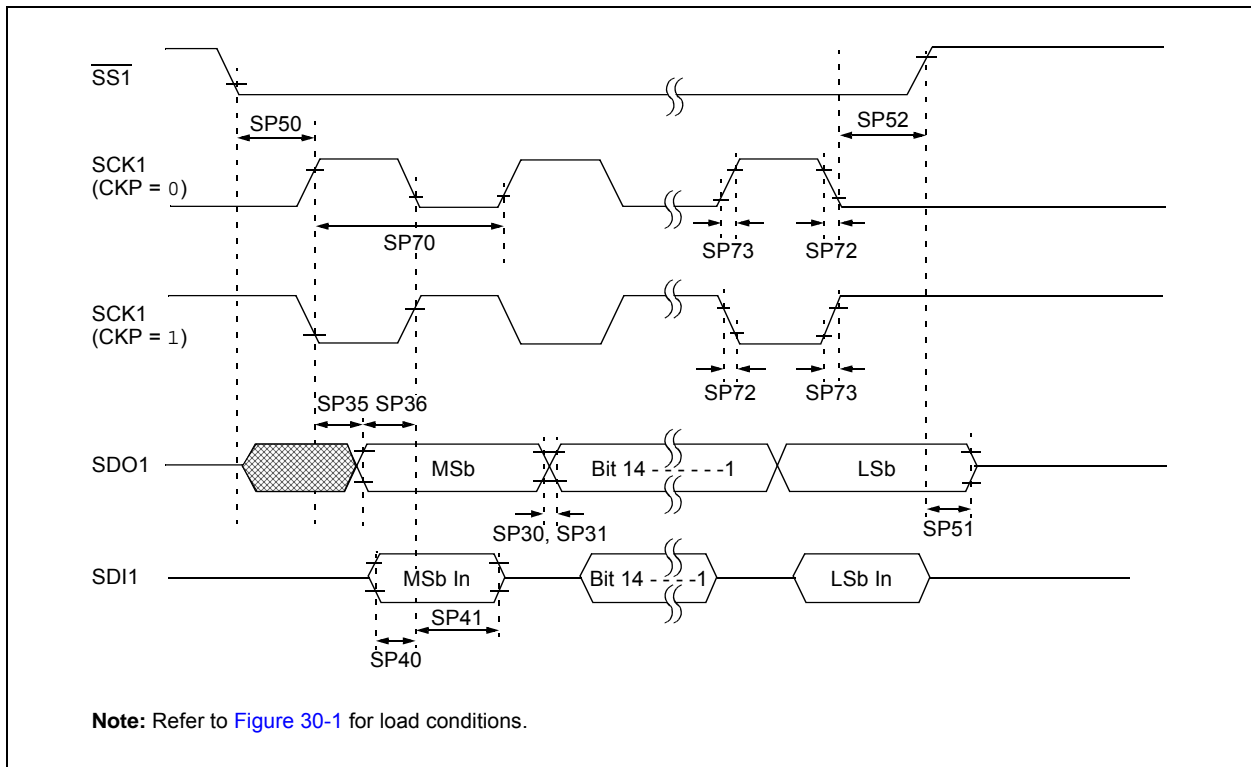 SS1
SP50
SP52
SCK1
(CKP = 0)
SP70
SP73
SP72
SCK1
(CKP = 1)
SP72
SP73
SP35 SP36
SDO1
MSb
Bit 14 - - - - - - -1
LSb
SP30, SP31
SP51
SDI1
MSb In
Bit 14 - - - -1
LSb In
SP41
SP40
Note: Refer to Figure 30-1 for load conditions.